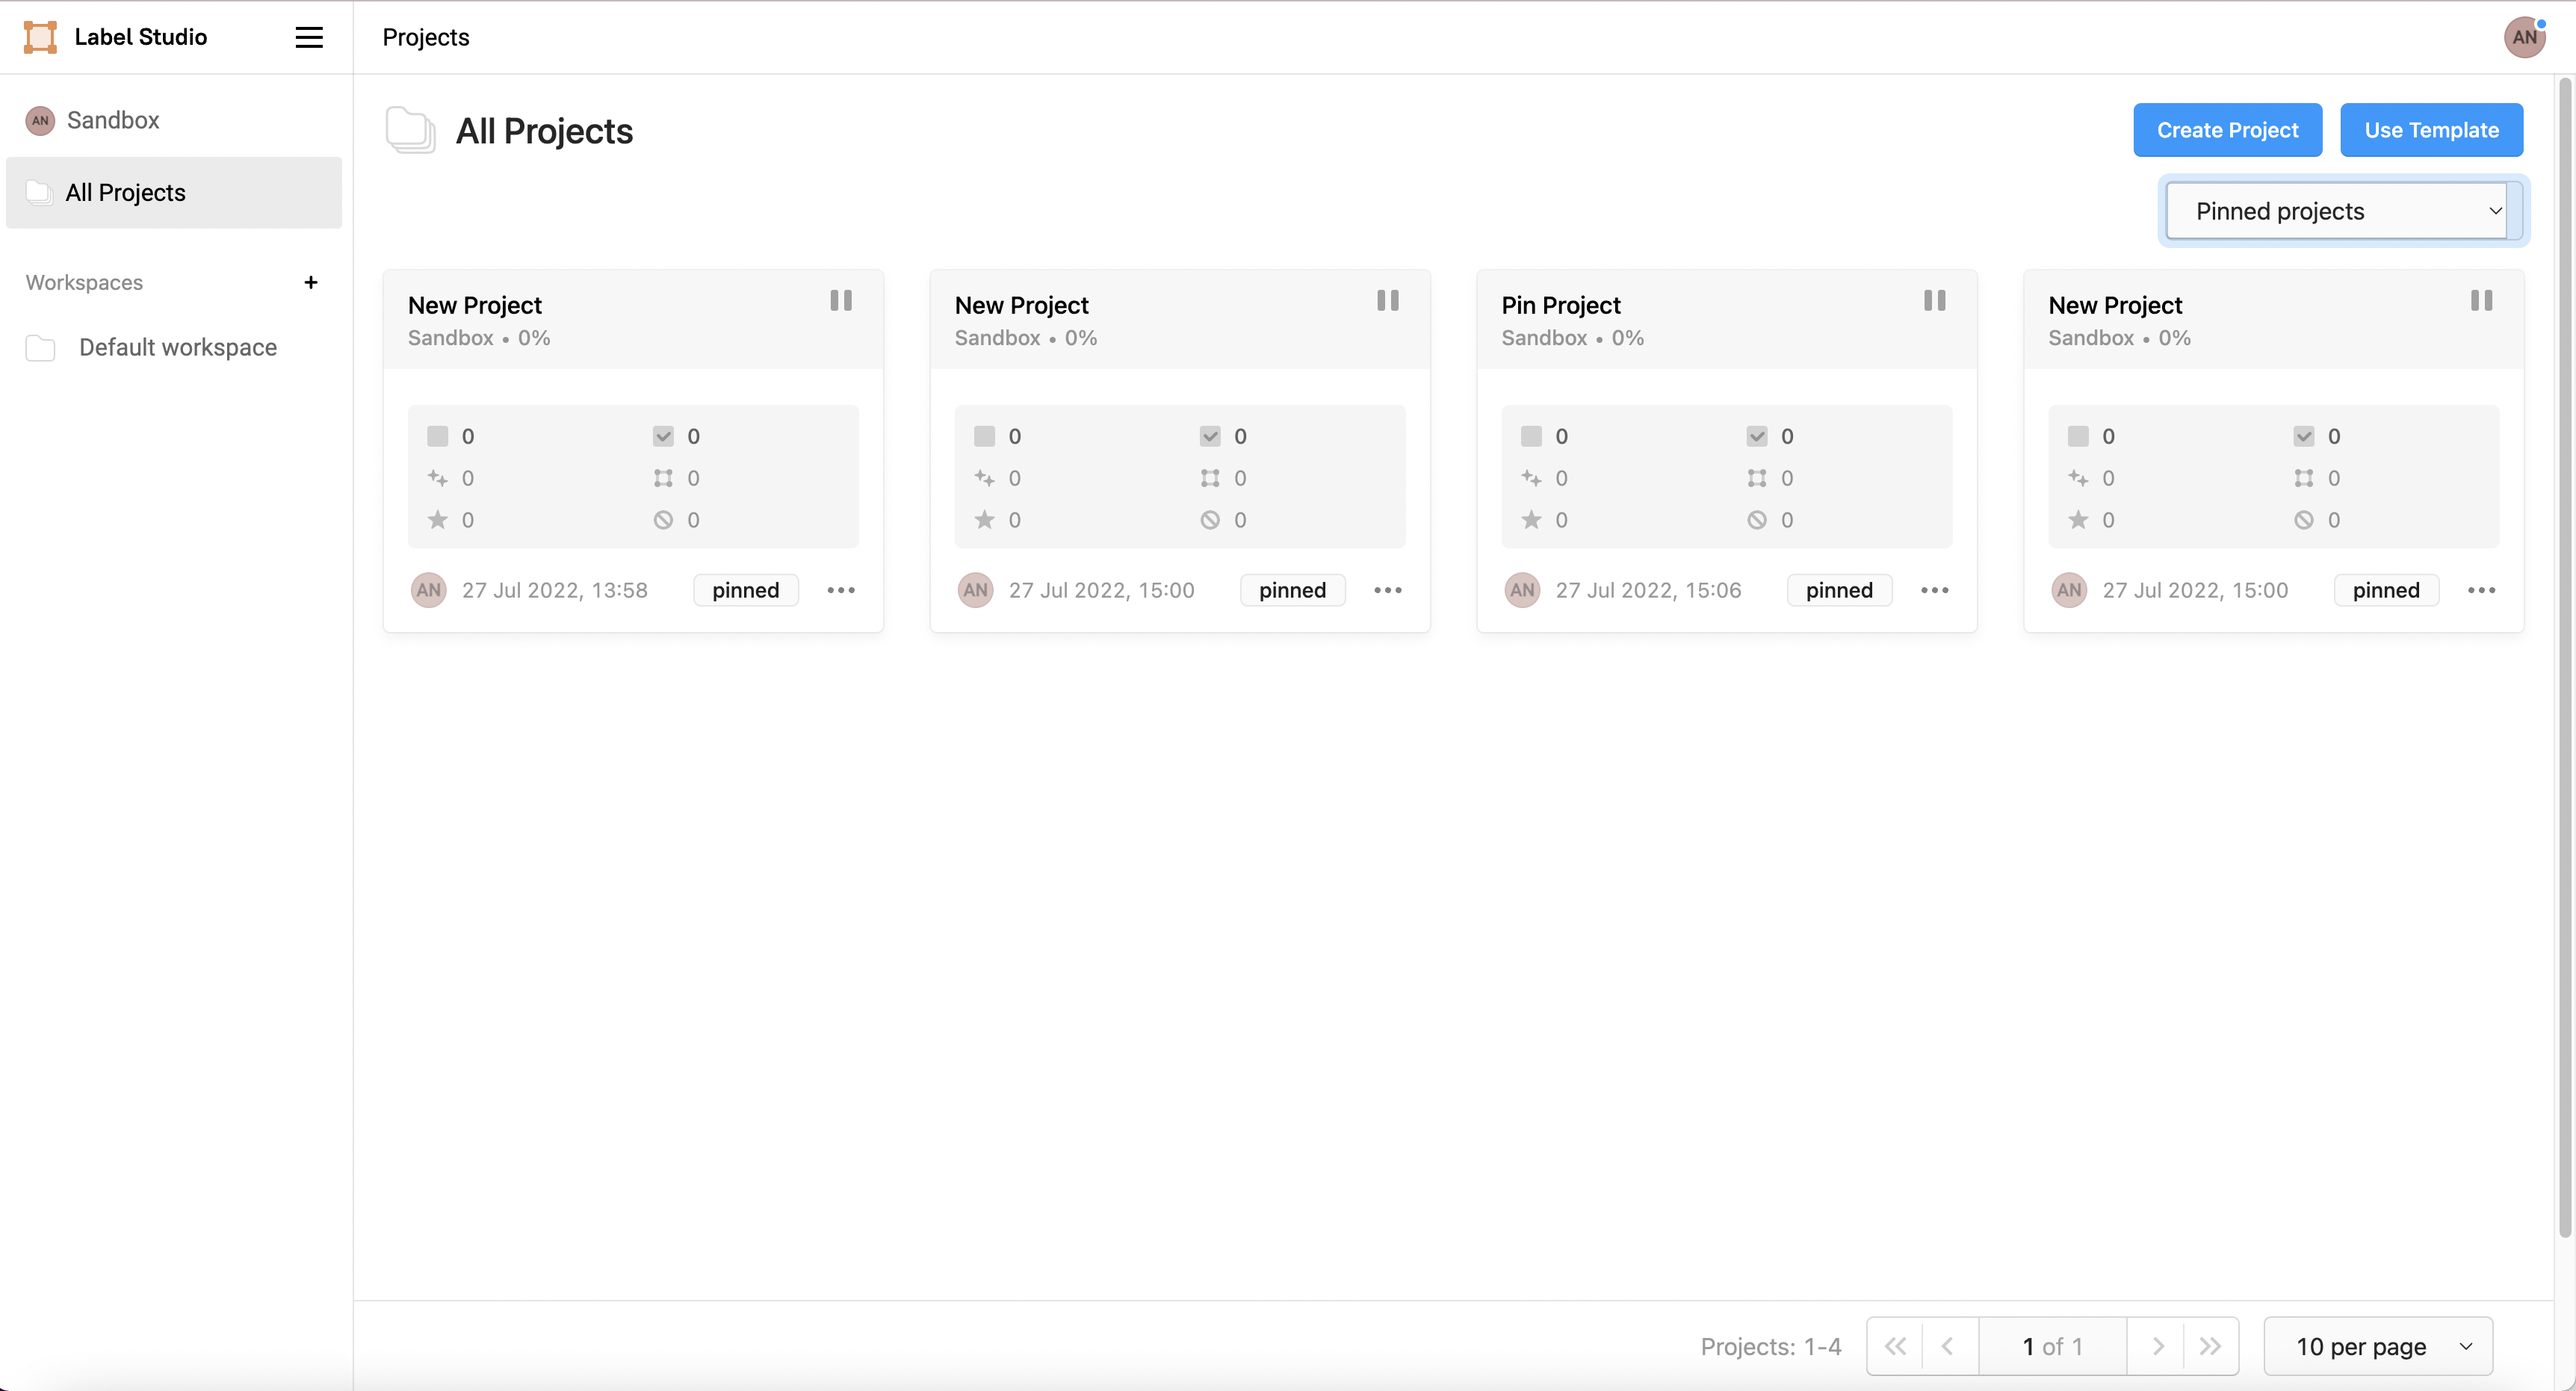 Label Studio
Projects
AN
AN Sandbox
All Projects
Workspaces +
Default workspace
All Projects
Create Project
Use Template
Pinned projects
New Project
Sandbox • 0%
0 0
0 0
0 0
AN 27 Jul 2022, 13:58 pinned •••
New Project
Sandbox • 0%
0 0
0 0
0 0
AN 27 Jul 2022, 15:00 pinned •••
Pin Project
Sandbox • 0%
0 0
0 0
0 0
AN 27 Jul 2022, 15:06 pinned •••
New Project
Sandbox • 0%
0 0
0 0
0 0
AN 27 Jul 2022, 15:00 pinned •••
Projects: 1-4
1 of 1
10 per page